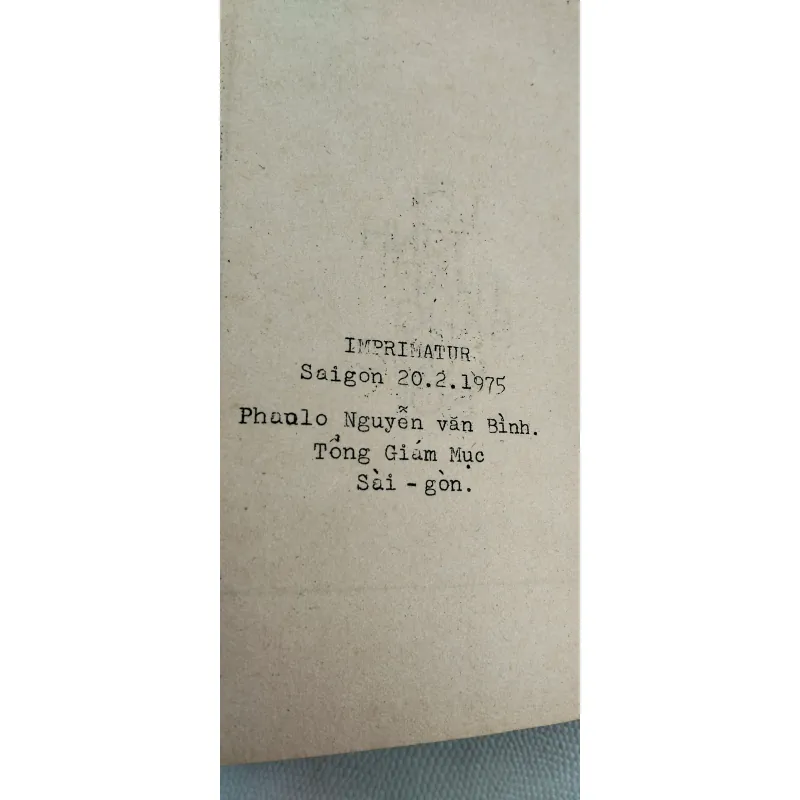 IMPRIMATUR
Saigon 20.2.1975
Phaolo Nguyễn văn Bình.
Tổng Giám Mục
Sài - gòn.